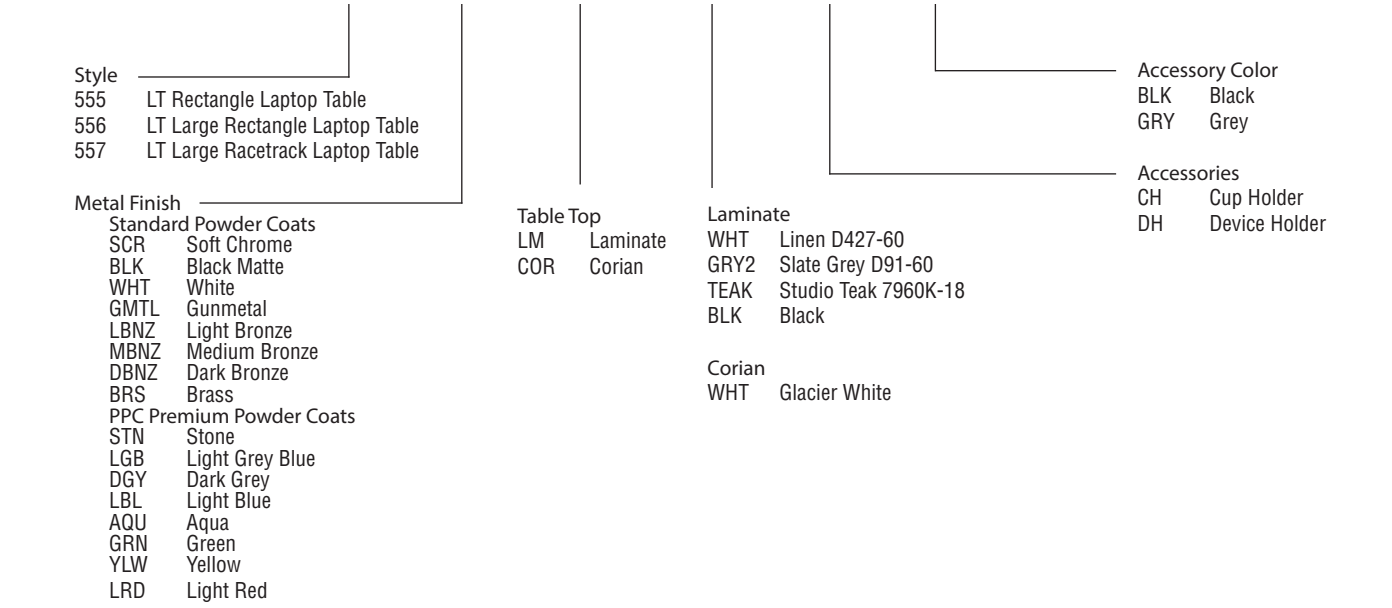 Style
555 LT Rectangle Laptop Table
556 LT Large Rectangle Laptop Table
557 LT Large Racetrack Laptop Table
Metal Finish
Standard Powder Coats
SCR Soft Chrome
BLK Black Matte
WHT White
GMTL Gunmetal
LBNZ Light Bronze
MBNZ Medium Bronze
DBNZ Dark Bronze
BRS Brass
PPC Premium Powder Coats
STN Stone
LGB Light Grey Blue
DGY Dark Grey
LBL Light Blue
AQU Aqua
GRN Green
YLW Yellow
LRD Light Red
Table Top
LM Laminate
COR Corian
Laminate
WHT Linen D427-60
GRY2 Slate Grey D91-60
TEAK Studio Teak 7960K-18
BLK Black
Corian
WHT Glacier White
Accessory Color
BLK Black
GRY Grey
Accessories
CH Cup Holder
DH Device Holder